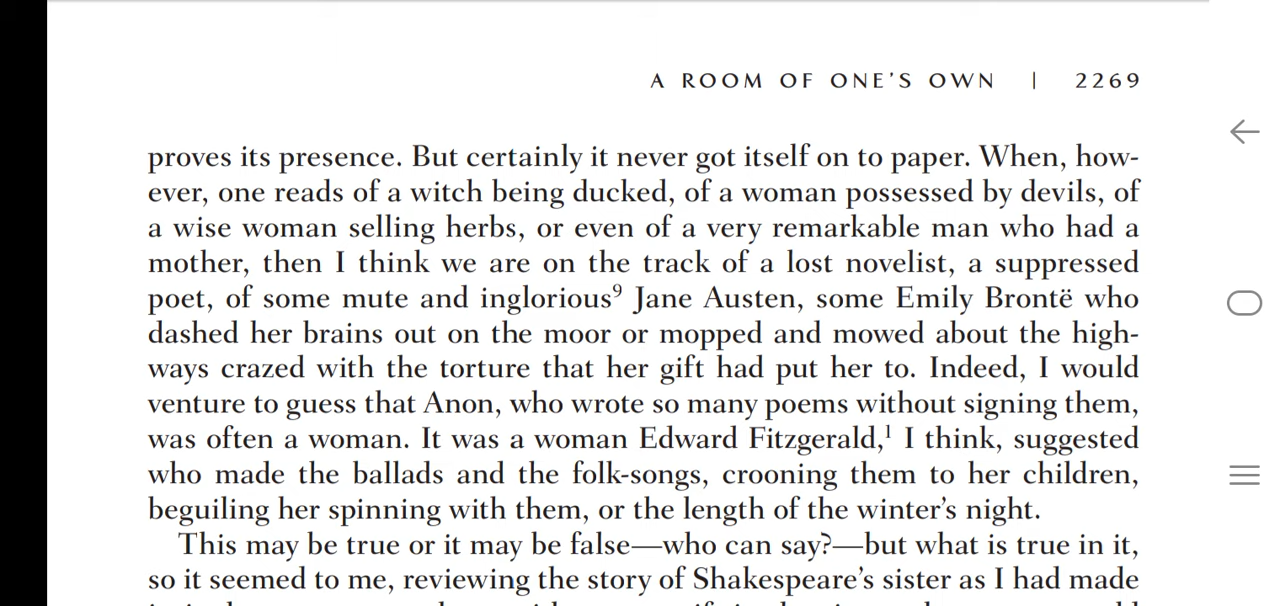 A ROOM OF ONE'S OWN | 2269
proves its presence. But certainly it never got itself on to paper. When, how-
ever, one reads of a witch being ducked, of a woman possessed by devils, of
a wise woman selling herbs, or even of a very remarkable man who had a
mother, then I think we are on the track of a lost novelist, a suppressed
poet, of some mute and inglorious⁹ Jane Austen, some Emily Brontë who
dashed her brains out on the moor or mopped and mowed about the high-
ways crazed with the torture that her gift had put her to. Indeed, I would
venture to guess that Anon, who wrote so many poems without signing them,
was often a woman. It was a woman Edward Fitzgerald,¹ I think, suggested
who made the ballads and the folk-songs, crooning them to her children,
beguiling her spinning with them, or the length of the winter's night.
This may be true or it may be false—who can say?—but what is true in it,
so it seemed to me, reviewing the story of Shakespeare's sister as I had made